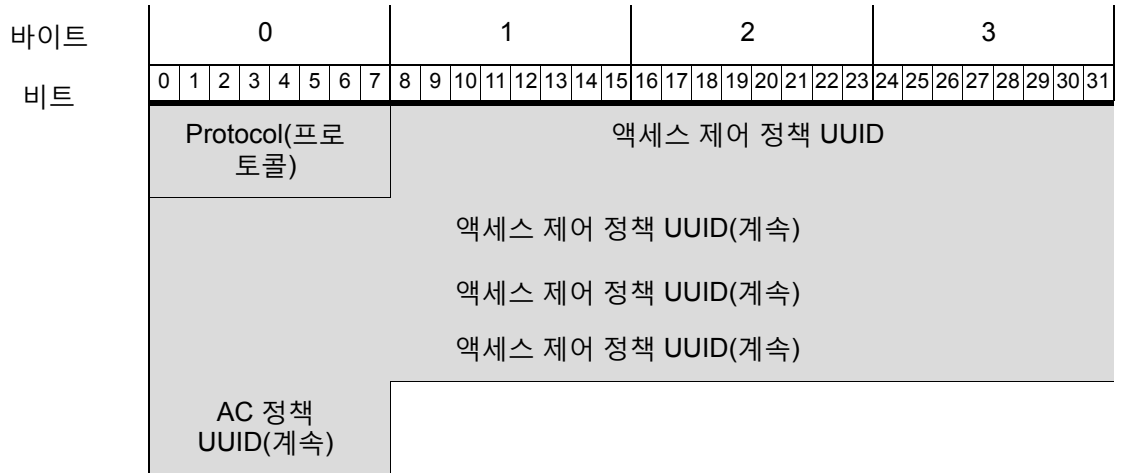 바이트 0 1 2 3
비트 0 1 2 3 4 5 6 7 8 9 10 11 12 13 14 15 16 17 18 19 20 21 22 23 24 25 26 27 28 29 30 31
Protocol(프로
토콜)
액세스 제어 정책 UUID
액세스 제어 정책 UUID(계속)
액세스 제어 정책 UUID(계속)
액세스 제어 정책 UUID(계속)
AC 정책
UUID(계속)